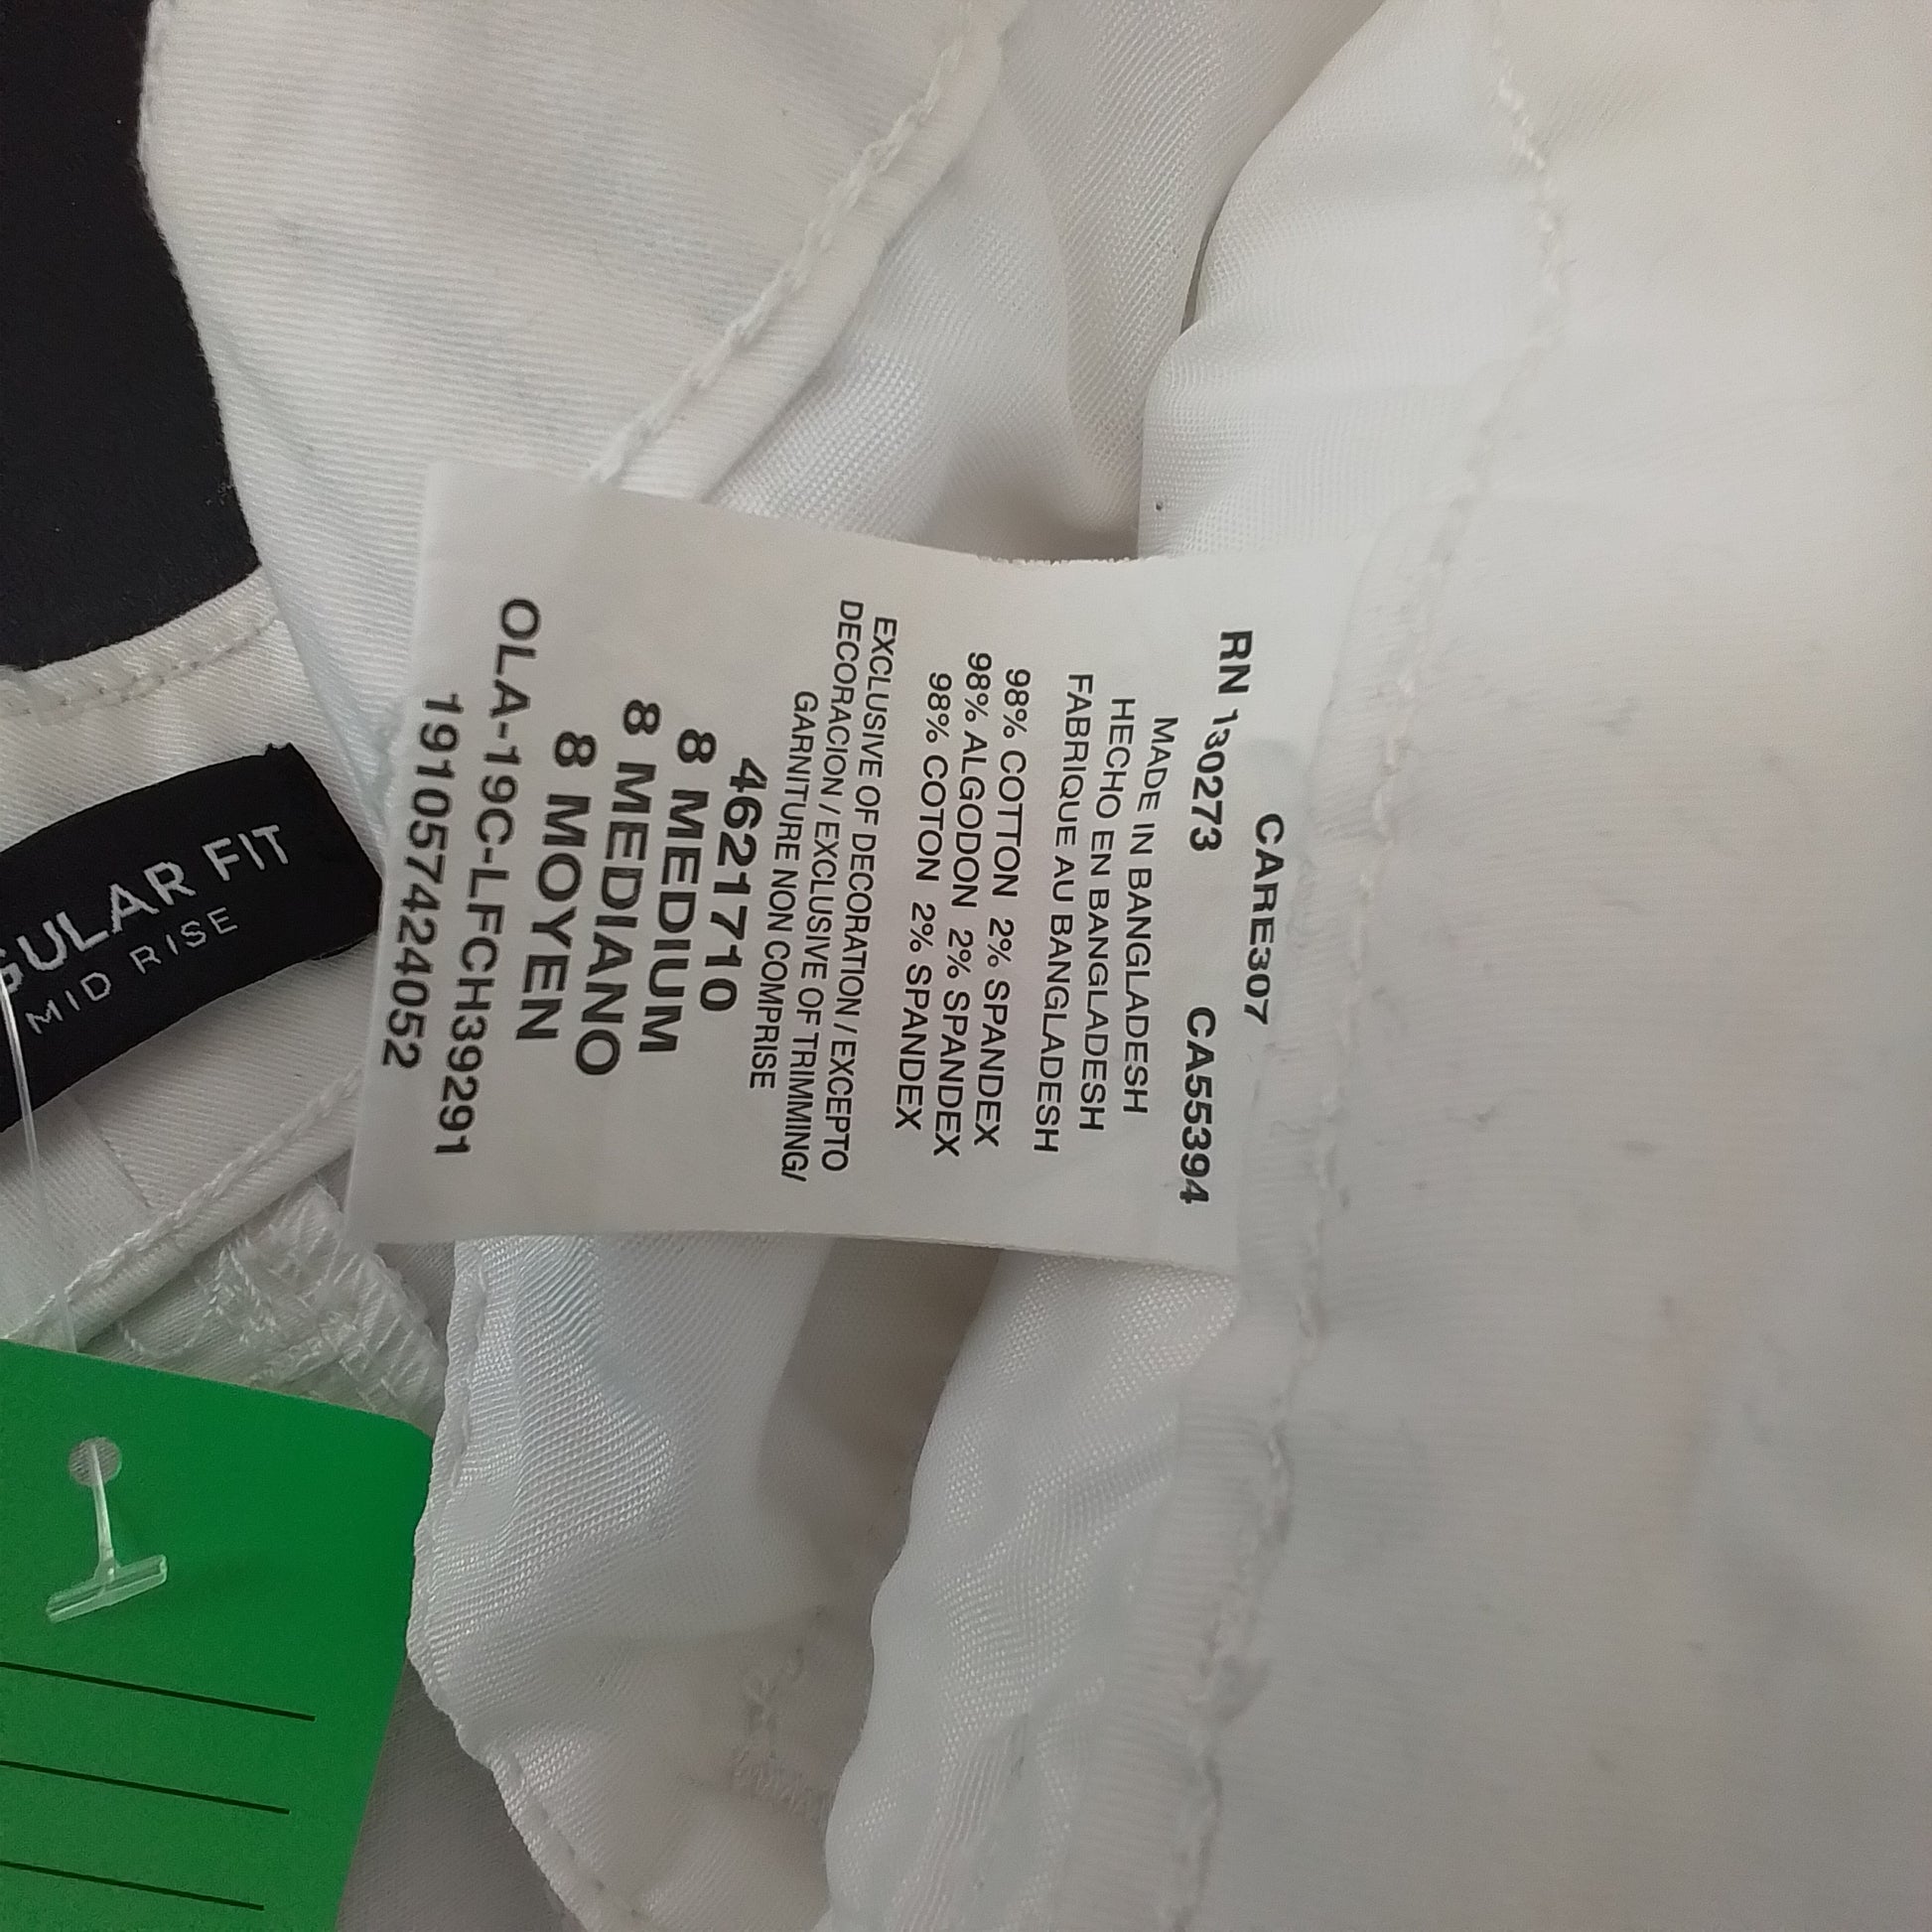 CARE307
RN 130273 CA55394
MADE IN BANGLADESH
HECHO EN BANGLADESH
FABRIQUE AU BANGLADESH
98% COTTON 2% SPANDEX
98% ALGODON 2% SPANDEX
98% COTON 2% SPANDEX
EXCLUSIVE OF DECORATION / EXCEPTO
DECORACION / EXCLUSIVE OF TRIMMING/
GARNITURE NON COMPRISE
4621710
8 MEDIUM
8 MEDIANO
8 MOYEN
OLA-19C-LFCH39291
191057424052
GULAR FIT
MID RISE